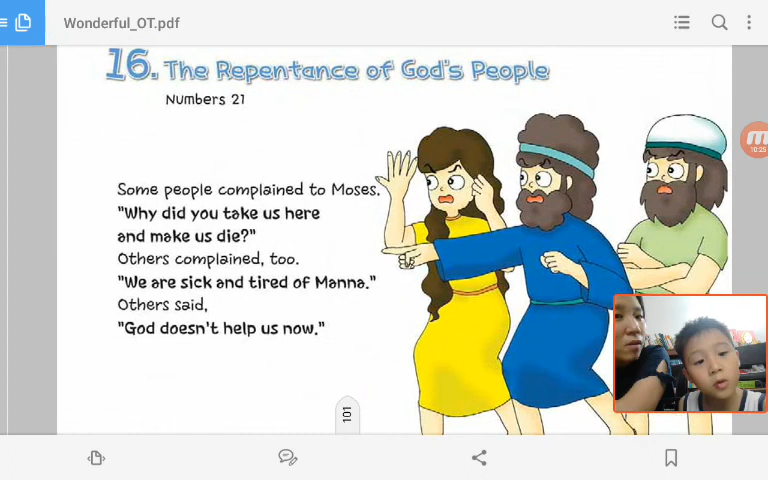 Wonderful_OT.pdf
16. The Repentance of God's People
Numbers 21
10:25
Some people complained to Moses.
"Why did you take us here
and make us die?"
Others complained, too.
"We are sick and tired of Manna."
Others said,
"God doesn't help us now."
101